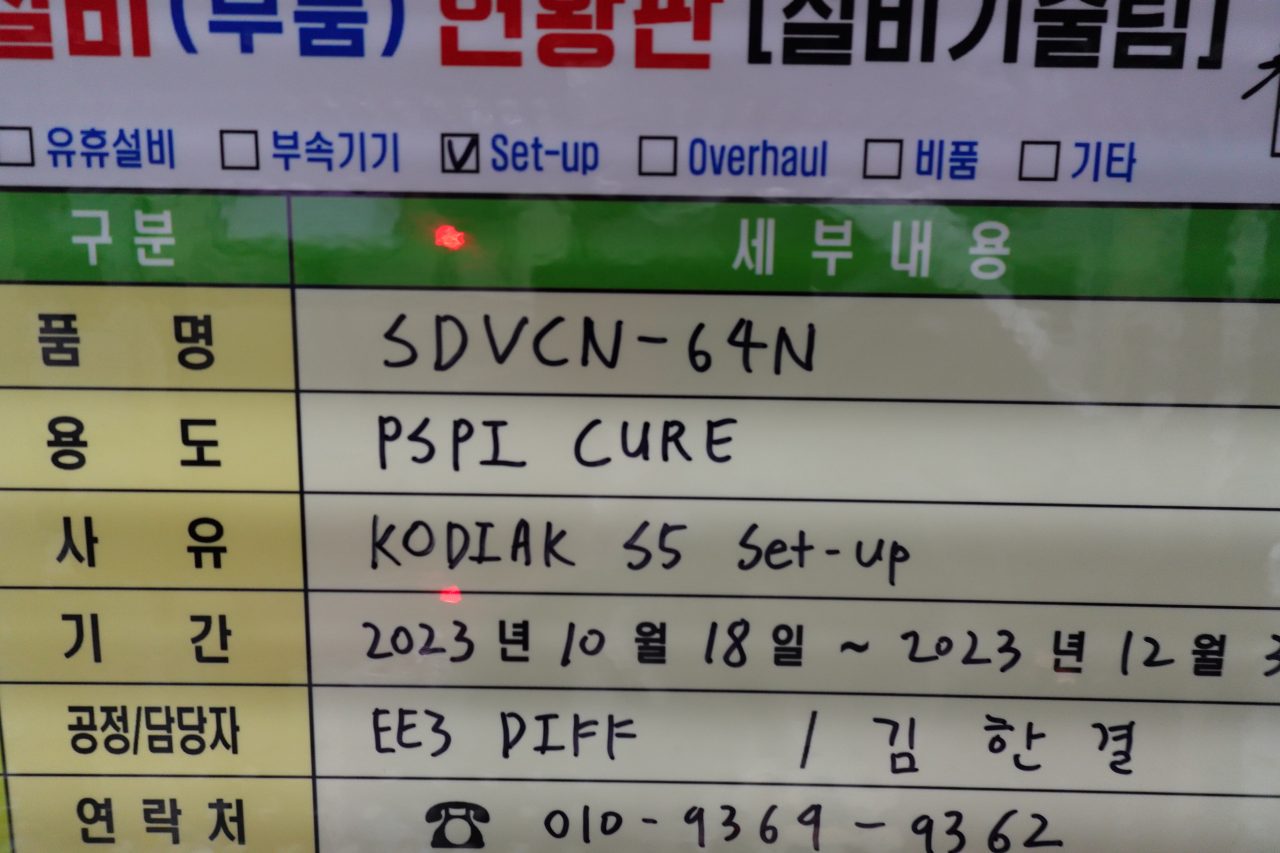 설비(부품) 현황판 [설비기술팀]
☐ 유휴설비 ☐ 부속기기 ☑ Set-up ☐ Overhaul ☐ 비품 ☐ 기타
구분 세부내용
품명 SDVCN-64N
용도 PSPI CURE
사유 KODIAK S5 Set-up
기간 2023년 10월 18일 ~ 2023년 12월 3
공정/담당자 EE3 DIFF / 김한결
연락처 ☎ 010-9369-9362